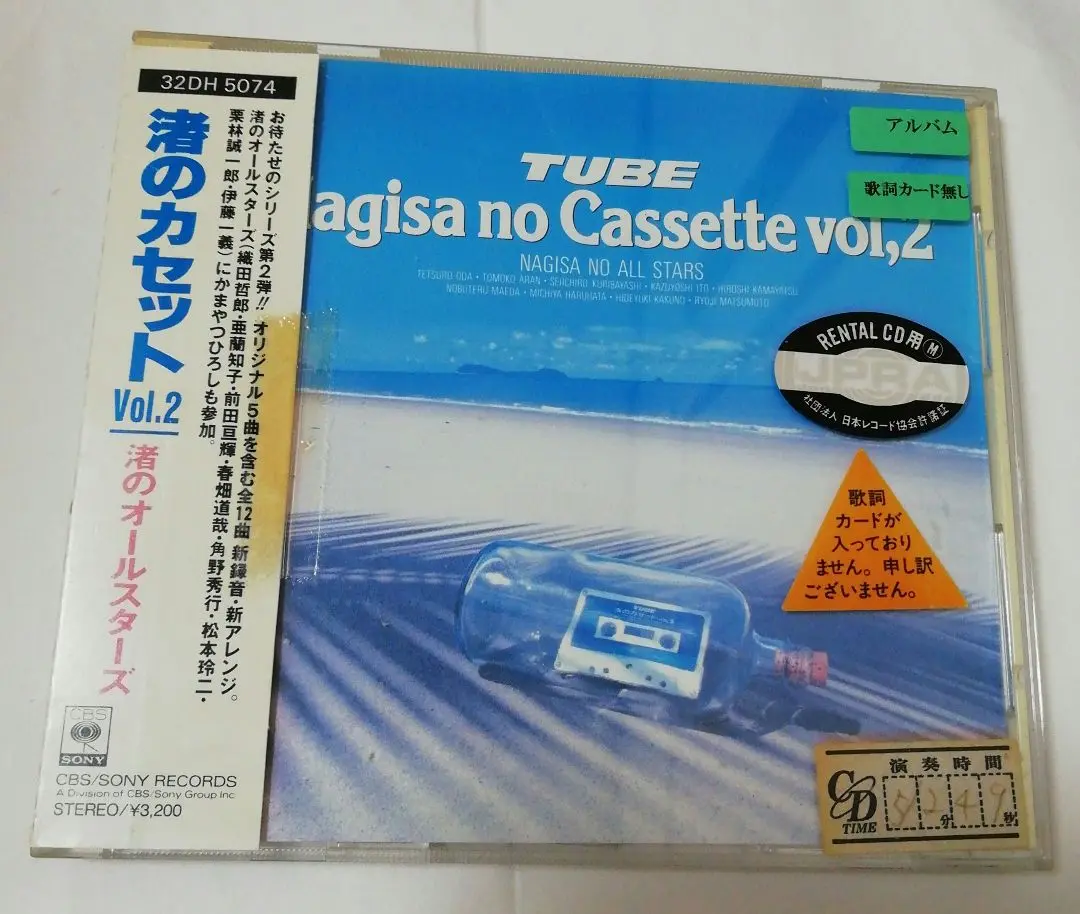 32DH 5074
渚のカセット
Vol.2
渚のオールスターズ
お待たせのシリーズ第2弾!! オリジナル5曲を含む全12曲 新録音・新アレンジ。
渚のオールスターズ(織田哲郎・亜蘭知子・前田亘輝・春畑道哉・角野秀行・松本玲二・
栗林誠一郎・伊藤一義)にかまやつひろしも参加。
CBS
SONY
CBS/SONY RECORDS
A Division of CBS/Sony Group Inc
STEREO/¥3,200
TUBE
agisa no Cassette vol,2
NAGISA NO ALL STARS
TETSURO ODA・TOMOKO ARAN・SEIICHIRO KURIBAYASHI・KAZUYOSHI ITO・HIROSHI KAMAYATSU
NOBUTERU MAEDA・MICHIYA HARUHATA・HIDEYUKI KAKUNO・RYOJI MATSUMOTO
アルバム
歌詞カード無し
RENTAL CD用 M
JPRA
社団法人 日本レコード協会許諾証
歌詞
カードが
入っており
ません。申し訳
ございません。
TUBE
CD
TIME
演奏時間
52分49秒